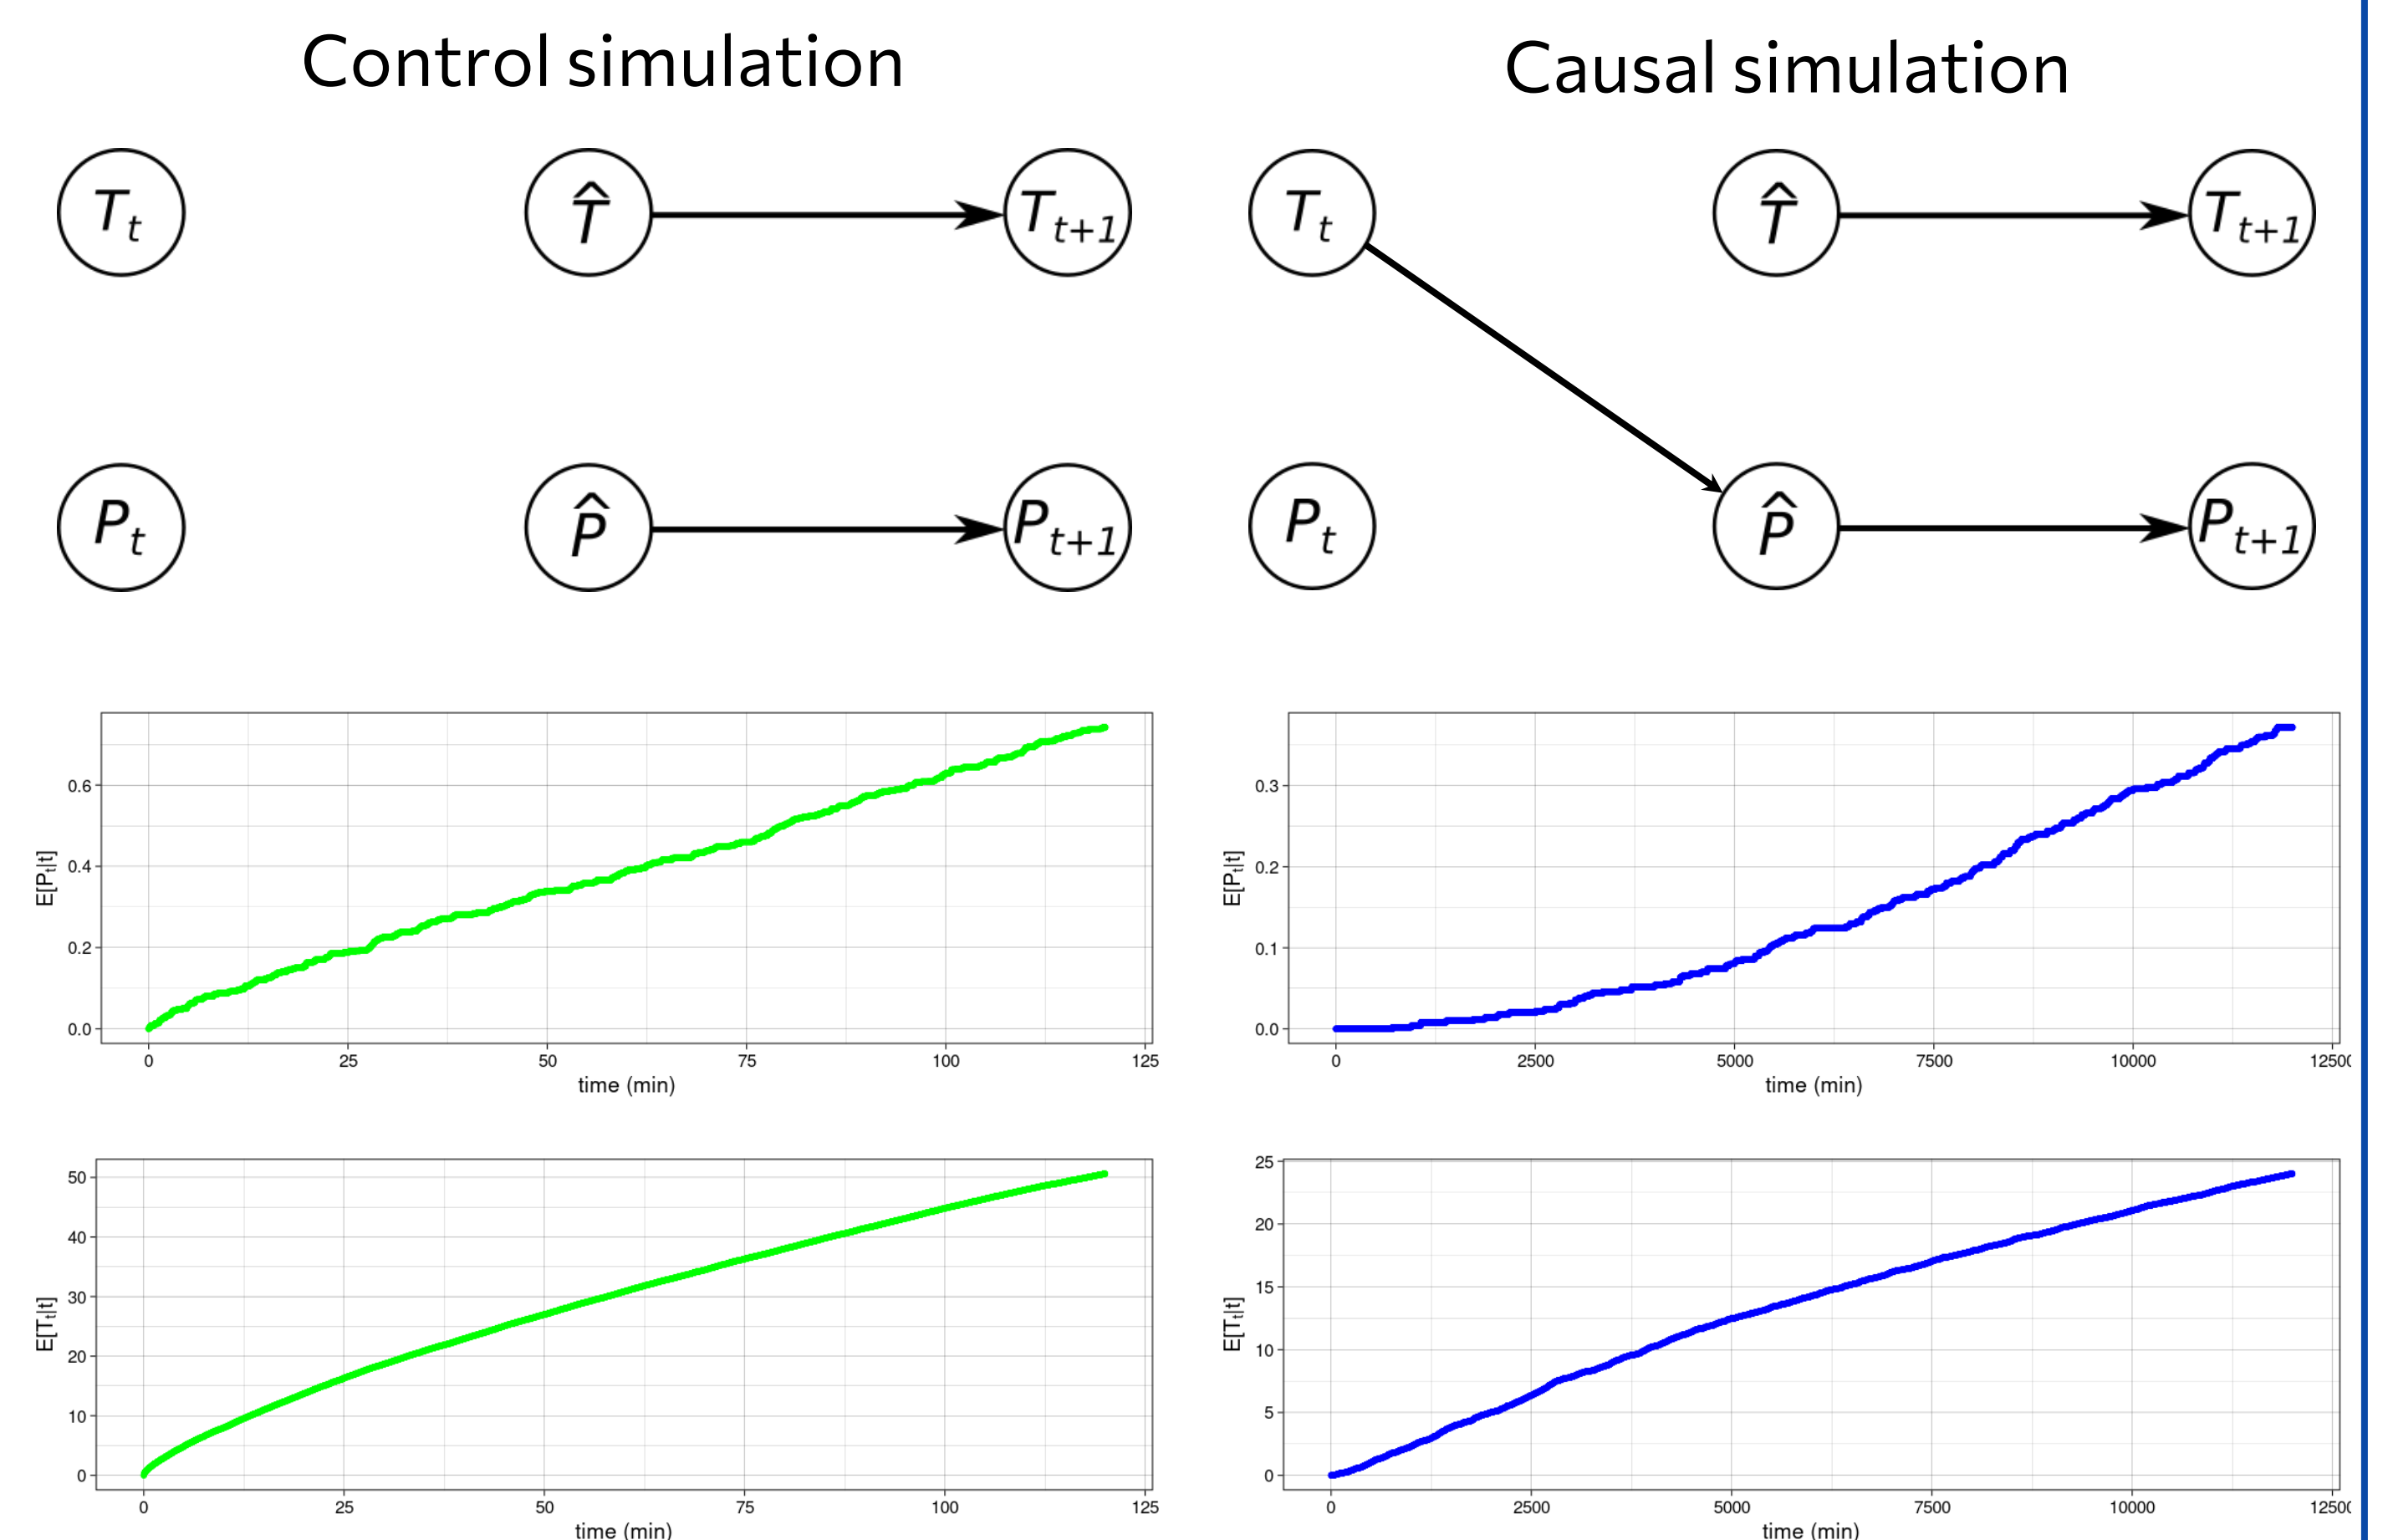 Control simulation
T_t
T̂
T_{t+1}
P_t
P̂
P_{t+1}
E[P_t|t]
0.6
0.4
0.2
0.0
0 25 50 75 100 125
time (min)
E[T_t|t]
50
40
30
20
10
0
0 25 50 75 100 125
time (min)
Causal simulation
T_t
T̂
T_{t+1}
P_t
P̂
P_{t+1}
E[P_t|t]
0.3
0.2
0.1
0.0
0 2500 5000 7500 10000
time (min)
E[T_t|t]
25
20
15
10
5
0
0 2500 5000 7500 10000
time (min)